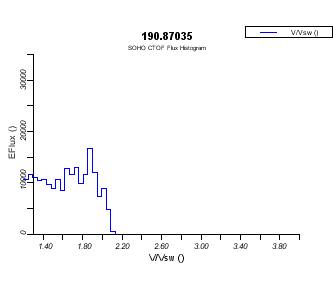 190.87035
SOHO CTOF Flux Histogram
V/Vsw ()
EFlux ()
30000
20000
10000
0
1.40 1.80 2.20 2.60 3.00 3.40 3.80
V/Vsw ()